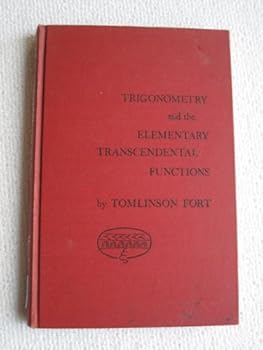 TRIGONOMETRY
and the
ELEMENTARY
TRANSCENDENTAL
FUNCTIONS
by TOMLINSON FORT